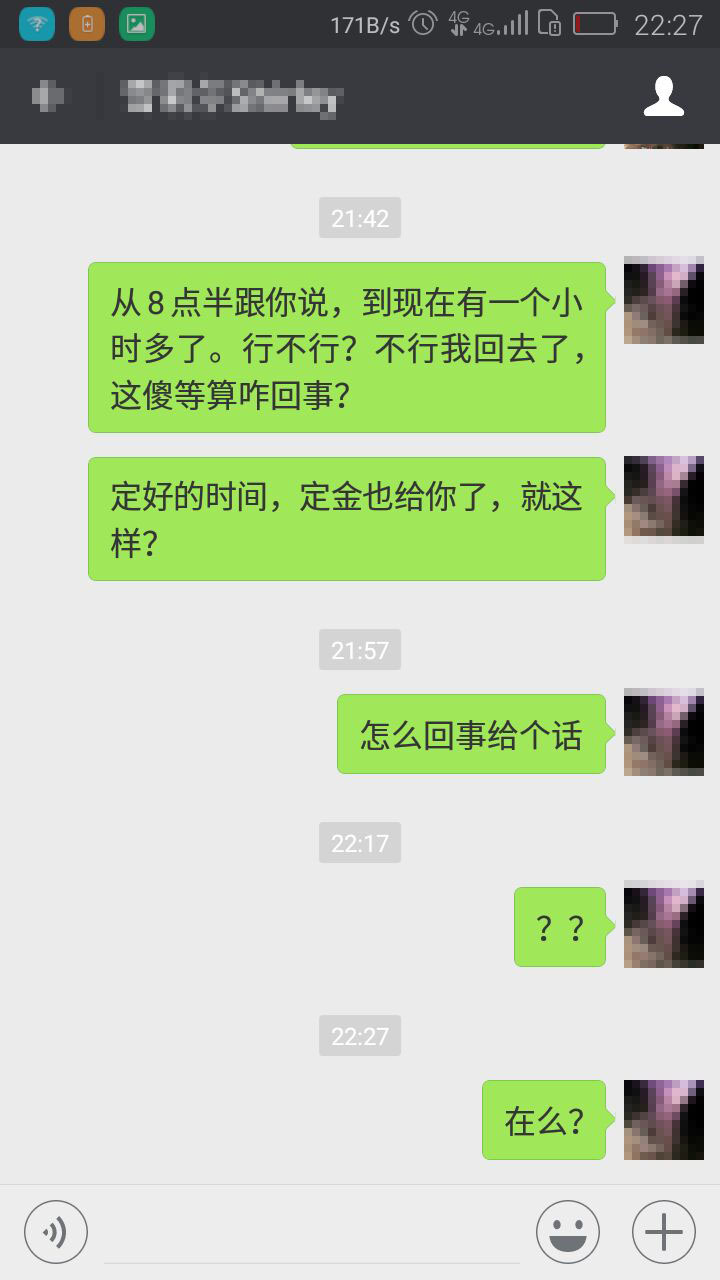 171B/s 4G 4G 22:27
21:42
从8点半跟你说，到现在有一个小
时多了。行不行？不行我回去了，
这傻等算咋回事？
定好的时间，定金也给你了，就这
样？
21:57
怎么回事给个话
22:17
？？
22:27
在么？